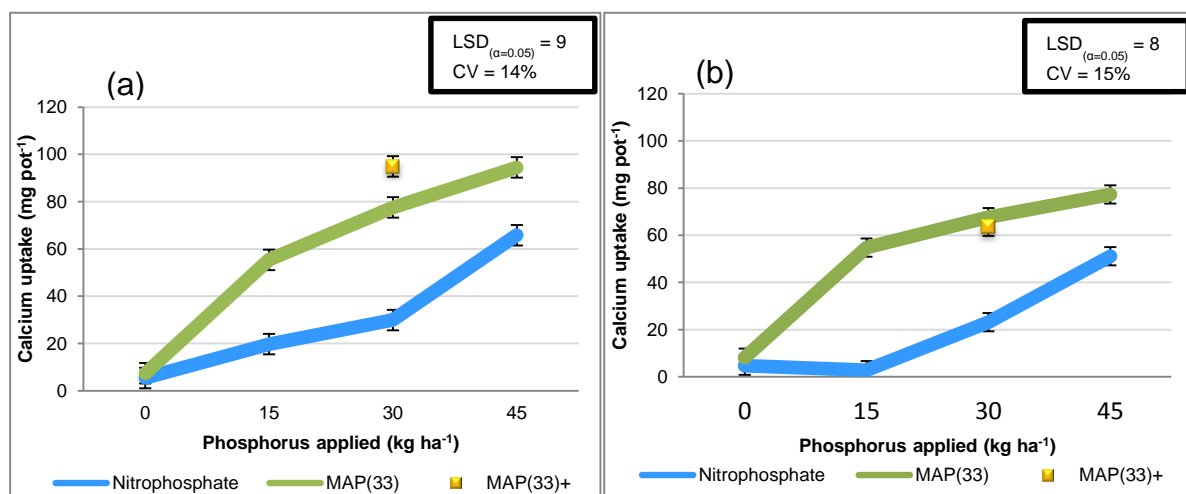 LSD(α=0.05) = 9
CV = 14%
(a)
Calcium uptake (mg pot-1)
120
100
80
60
40
20
0
0 15 30 45
Phosphorus applied (kg ha-1)
Nitrophosphate MAP(33) MAP(33)+
LSD(α=0.05) = 8
CV = 15%
(b)
Calcium uptake (mg pot-1)
120
100
80
60
40
20
0
0 15 30 45
Phosphorus applied (kg ha-1)
Nitrophosphate MAP(33) MAP(33)+